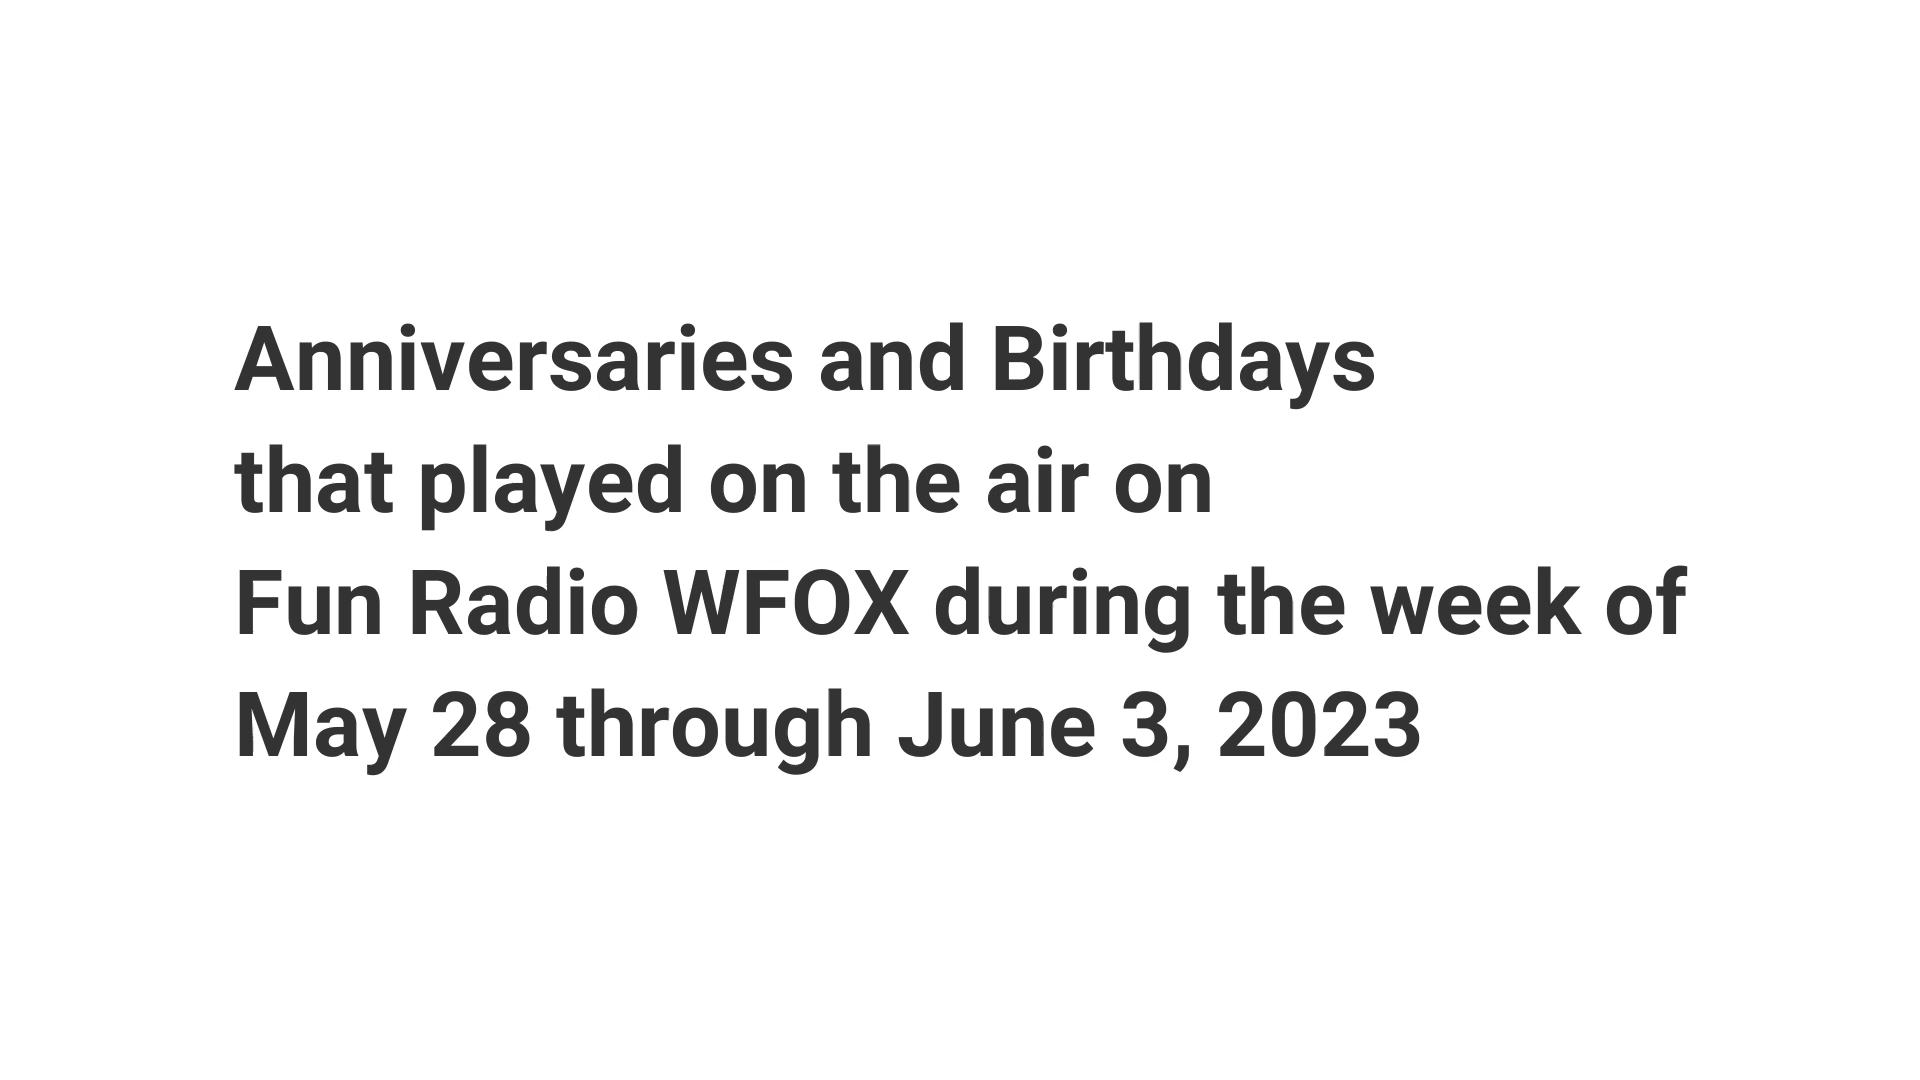 Anniversaries and Birthdays
that played on the air on
Fun Radio WFOX during the week of
May 28 through June 3, 2023